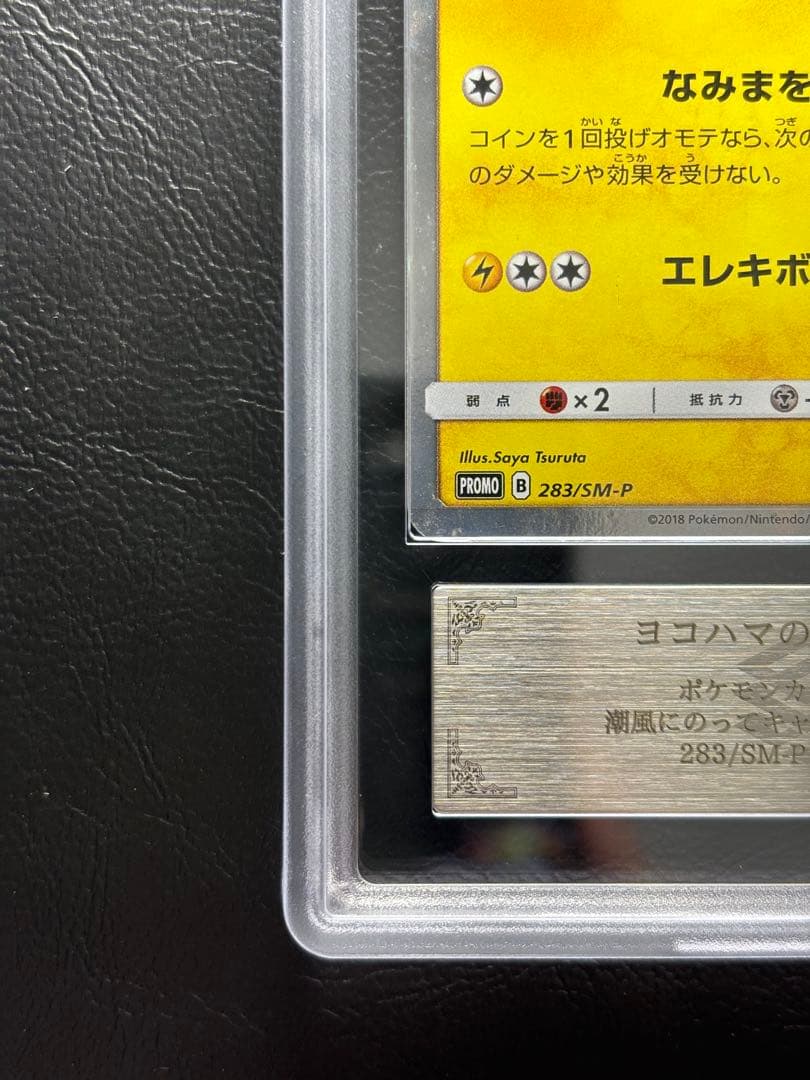 なみまを
コインを1回投げオモテなら、次の
のダメージや効果を受けない。
エレキボ
弱点 ×2 抵抗力
Illus.Saya Tsuruta
PROMO B 283/SM-P
©2018 Pokémon/Nintendo/
ヨコハマの
ポケモンカ
潮風にのってキャ
283/SM-P